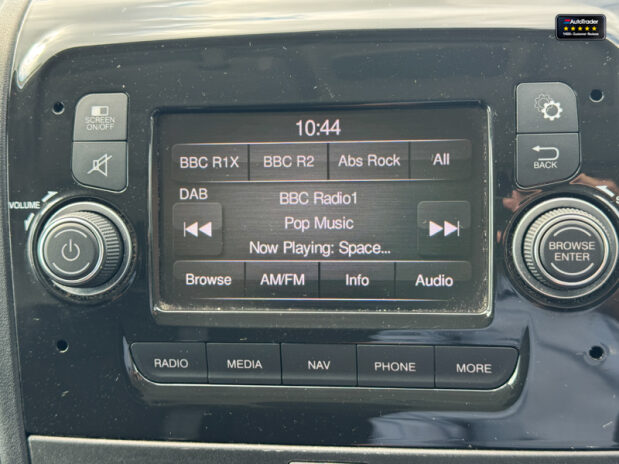 AutoTrader
SCREEN
ON/OFF
10:44
BBC R1X BBC R2 Abs Rock All
DAB
BBC Radio1
Pop Music
Now Playing: Space...
Browse AM/FM Info Audio
VOLUME
BACK
BROWSE
ENTER
RADIO MEDIA NAV PHONE MORE